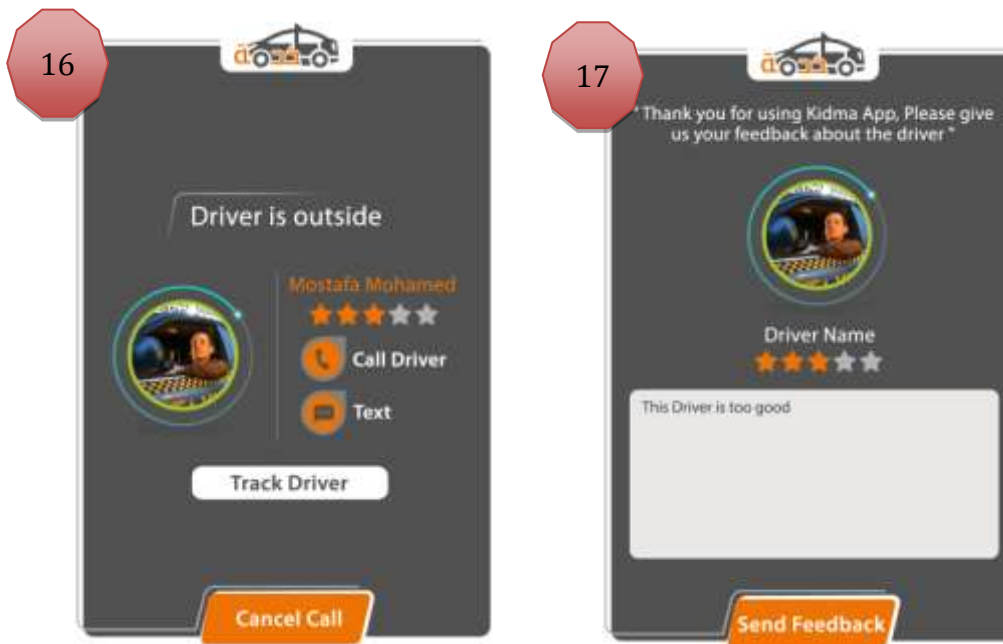 16
Driver is outside
Mostafa Mohamed
Call Driver
Text
Track Driver
Cancel Call
17
" Thank you for using Kidma App, Please give
us your feedback about the driver "
Driver Name
This Driver is too good
Send Feedback